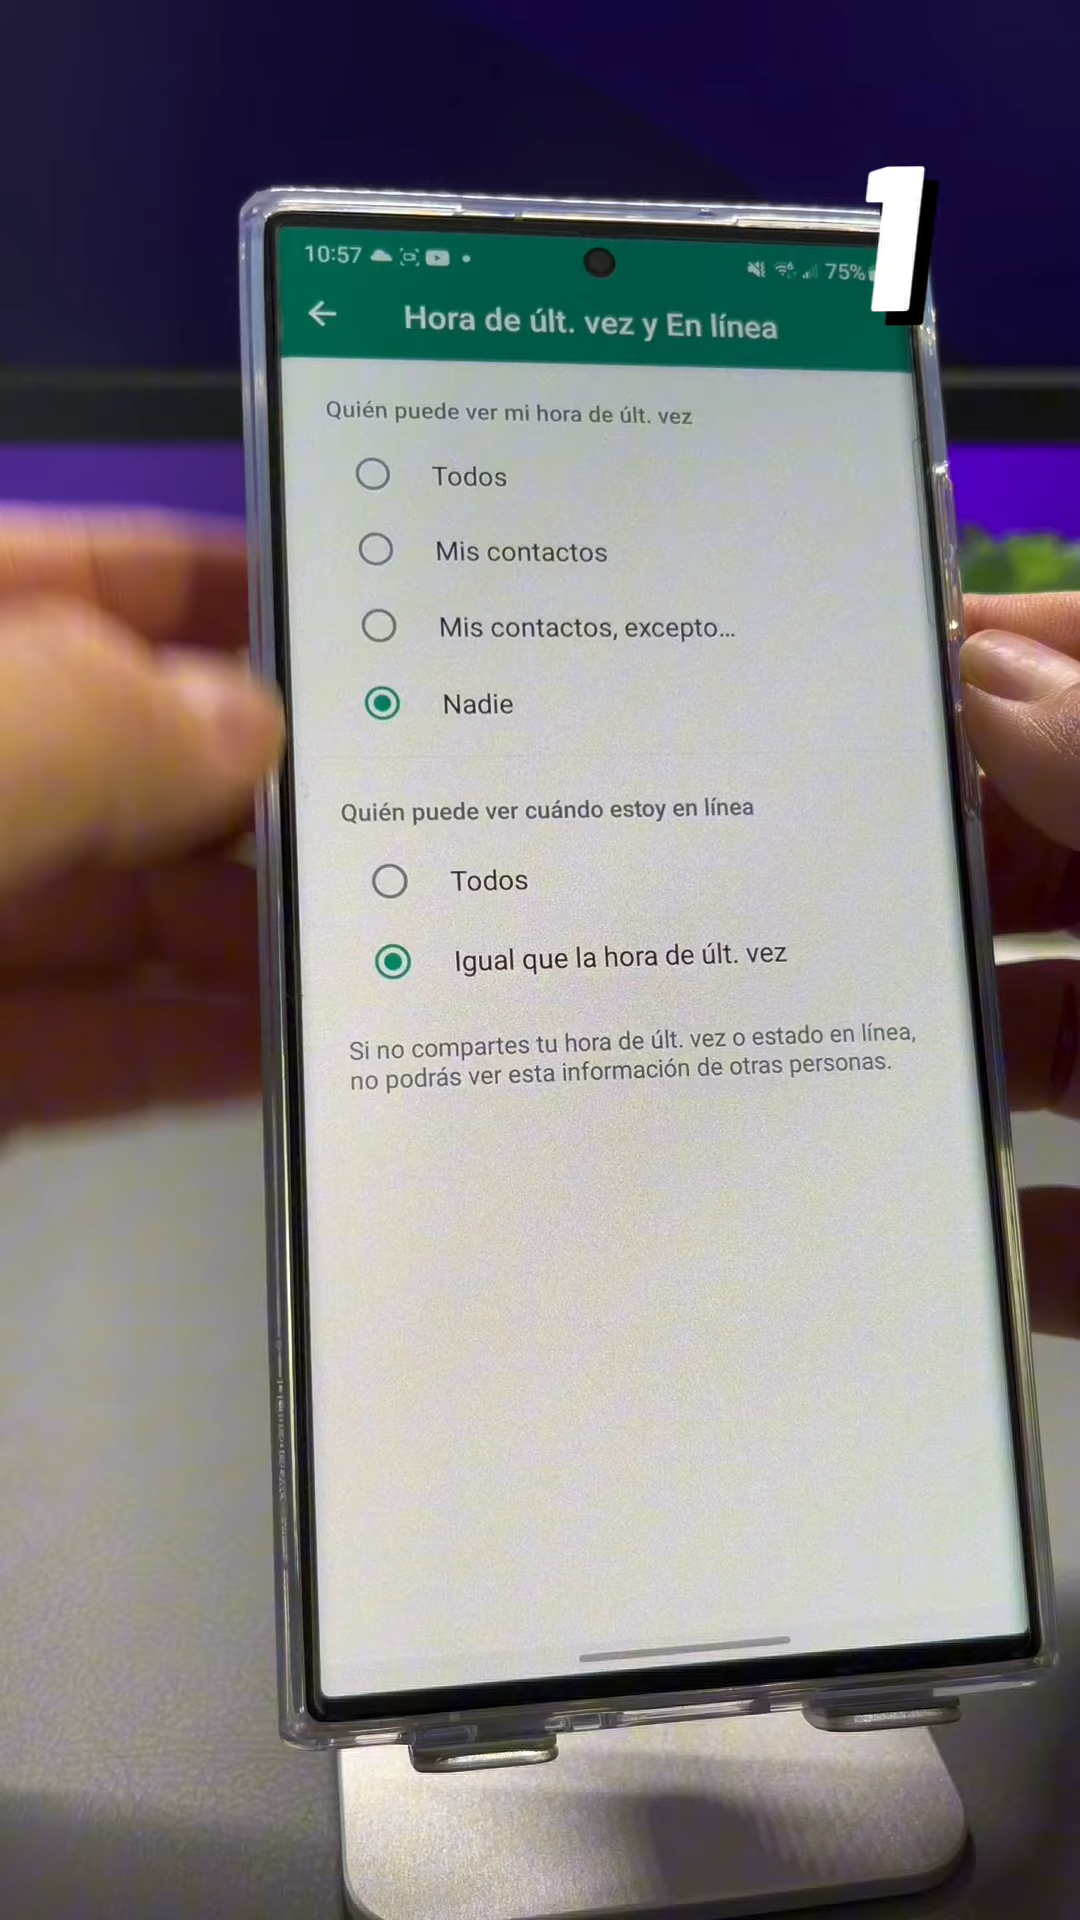 1
10:57 75%
Hora de últ. vez y En línea
Quién puede ver mi hora de últ. vez
Todos
Mis contactos
Mis contactos, excepto...
Nadie
Quién puede ver cuándo estoy en línea
Todos
Igual que la hora de últ. vez
Si no compartes tu hora de últ. vez o estado en línea,
no podrás ver esta información de otras personas.